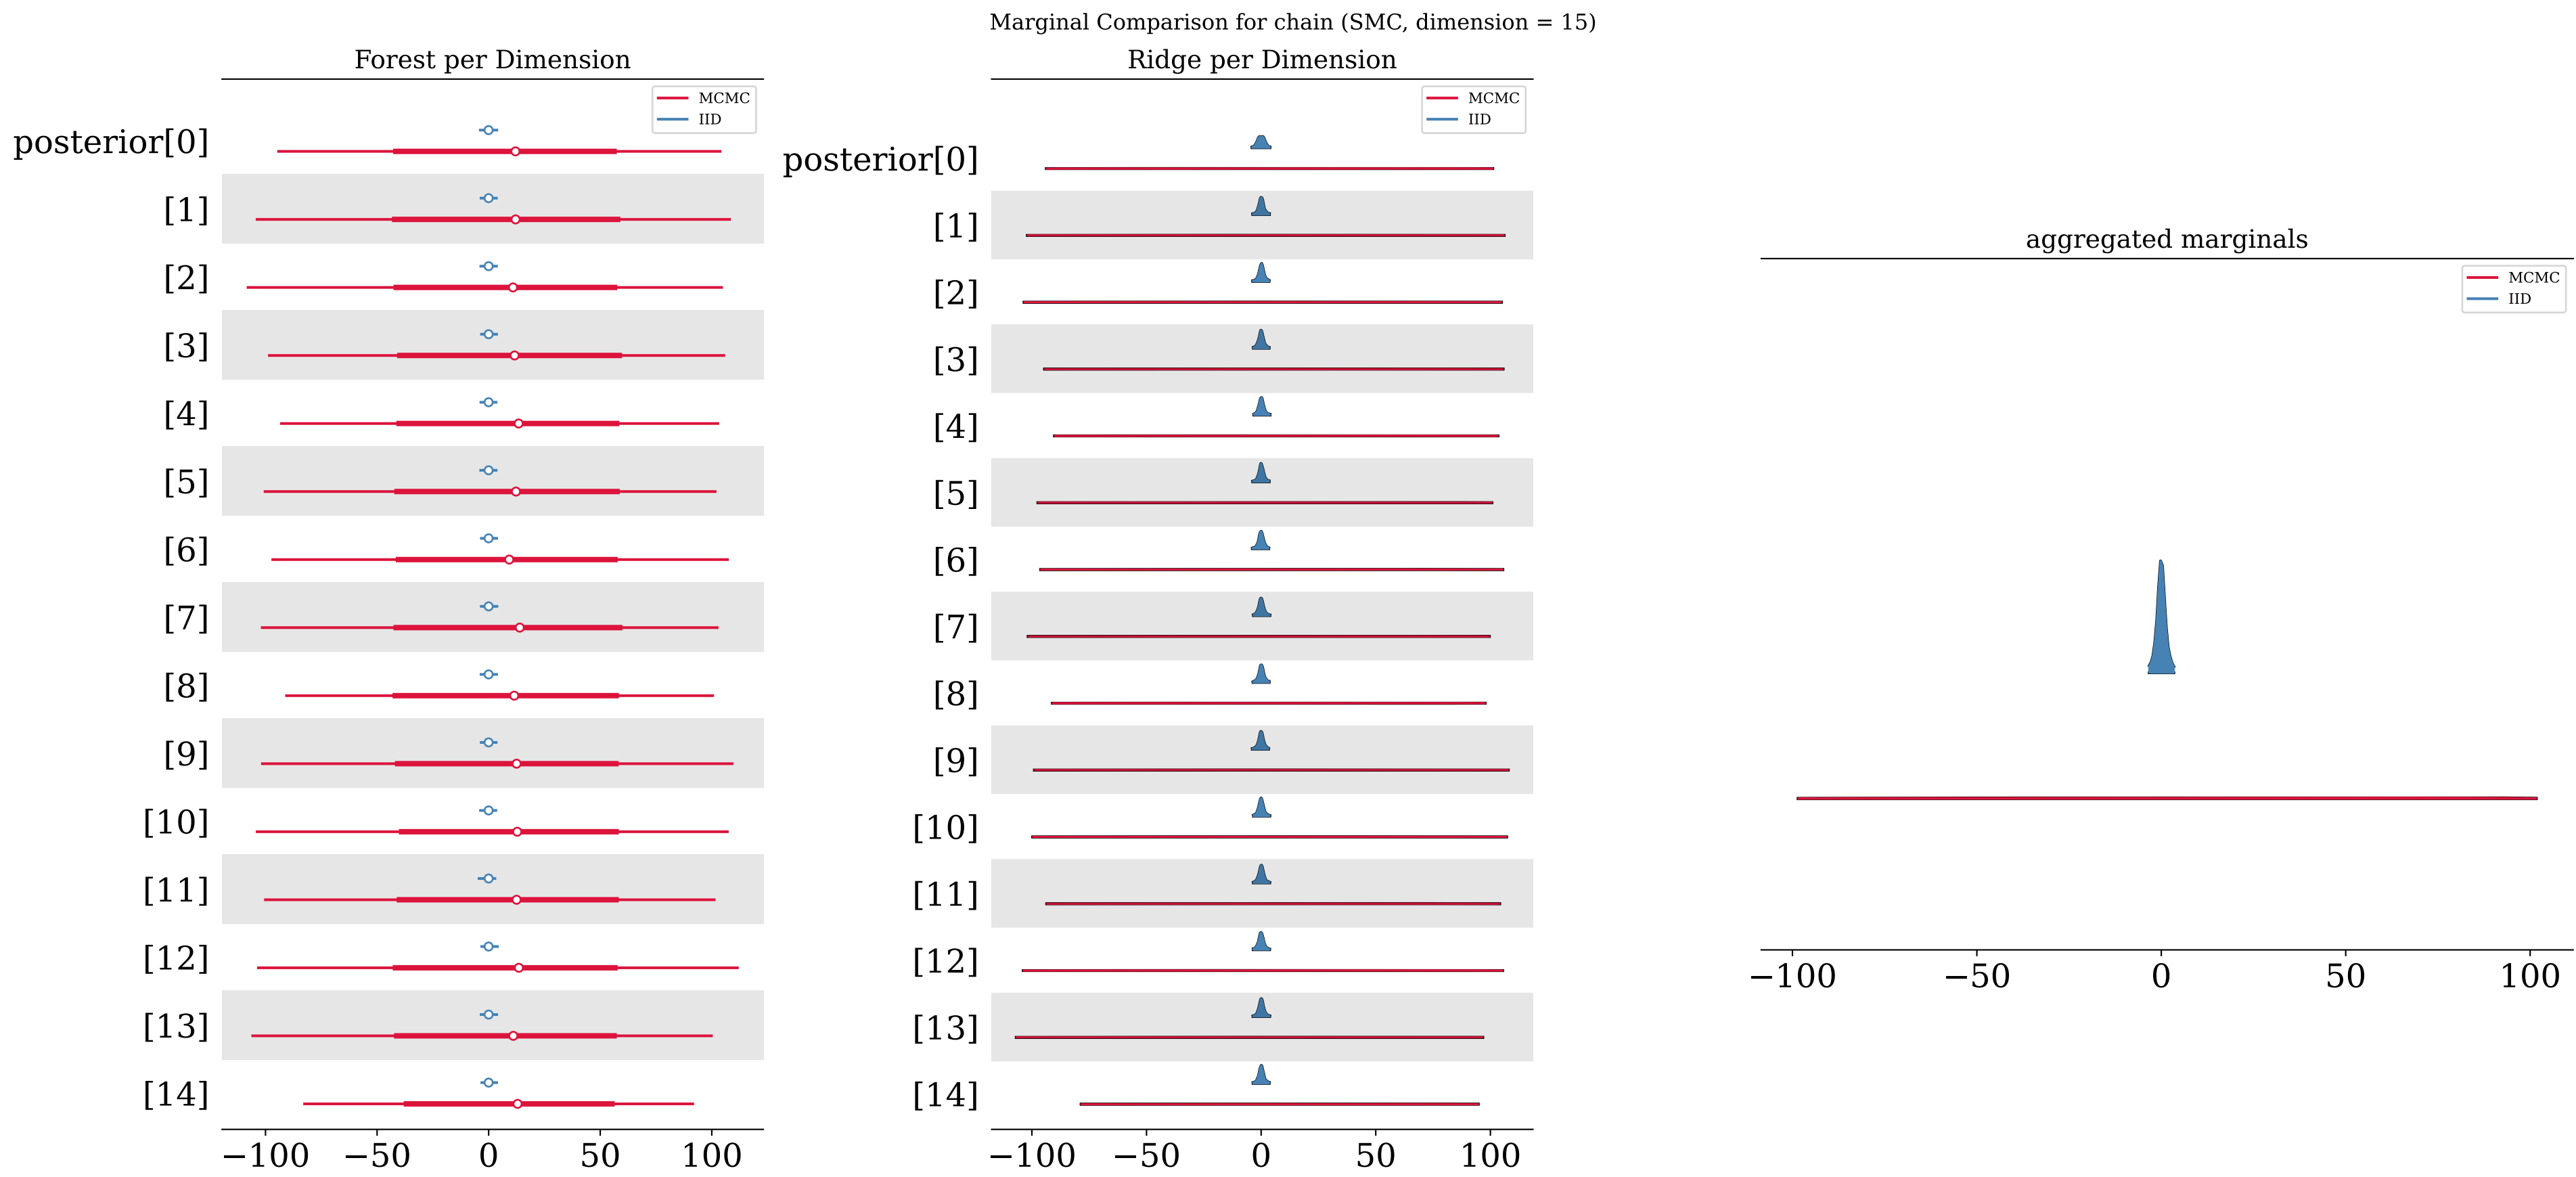 Marginal Comparison for chain (SMC, dimension = 15)
Forest per Dimension
MCMC
IID
posterior[0]
[1]
[2]
[3]
[4]
[5]
[6]
[7]
[8]
[9]
[10]
[11]
[12]
[13]
[14]
−100 −50 0 50 100
Ridge per Dimension
MCMC
IID
posterior[0]
[1]
[2]
[3]
[4]
[5]
[6]
[7]
[8]
[9]
[10]
[11]
[12]
[13]
[14]
−100 −50 0 50 100
aggregated marginals
MCMC
IID
−100 −50 0 50 100